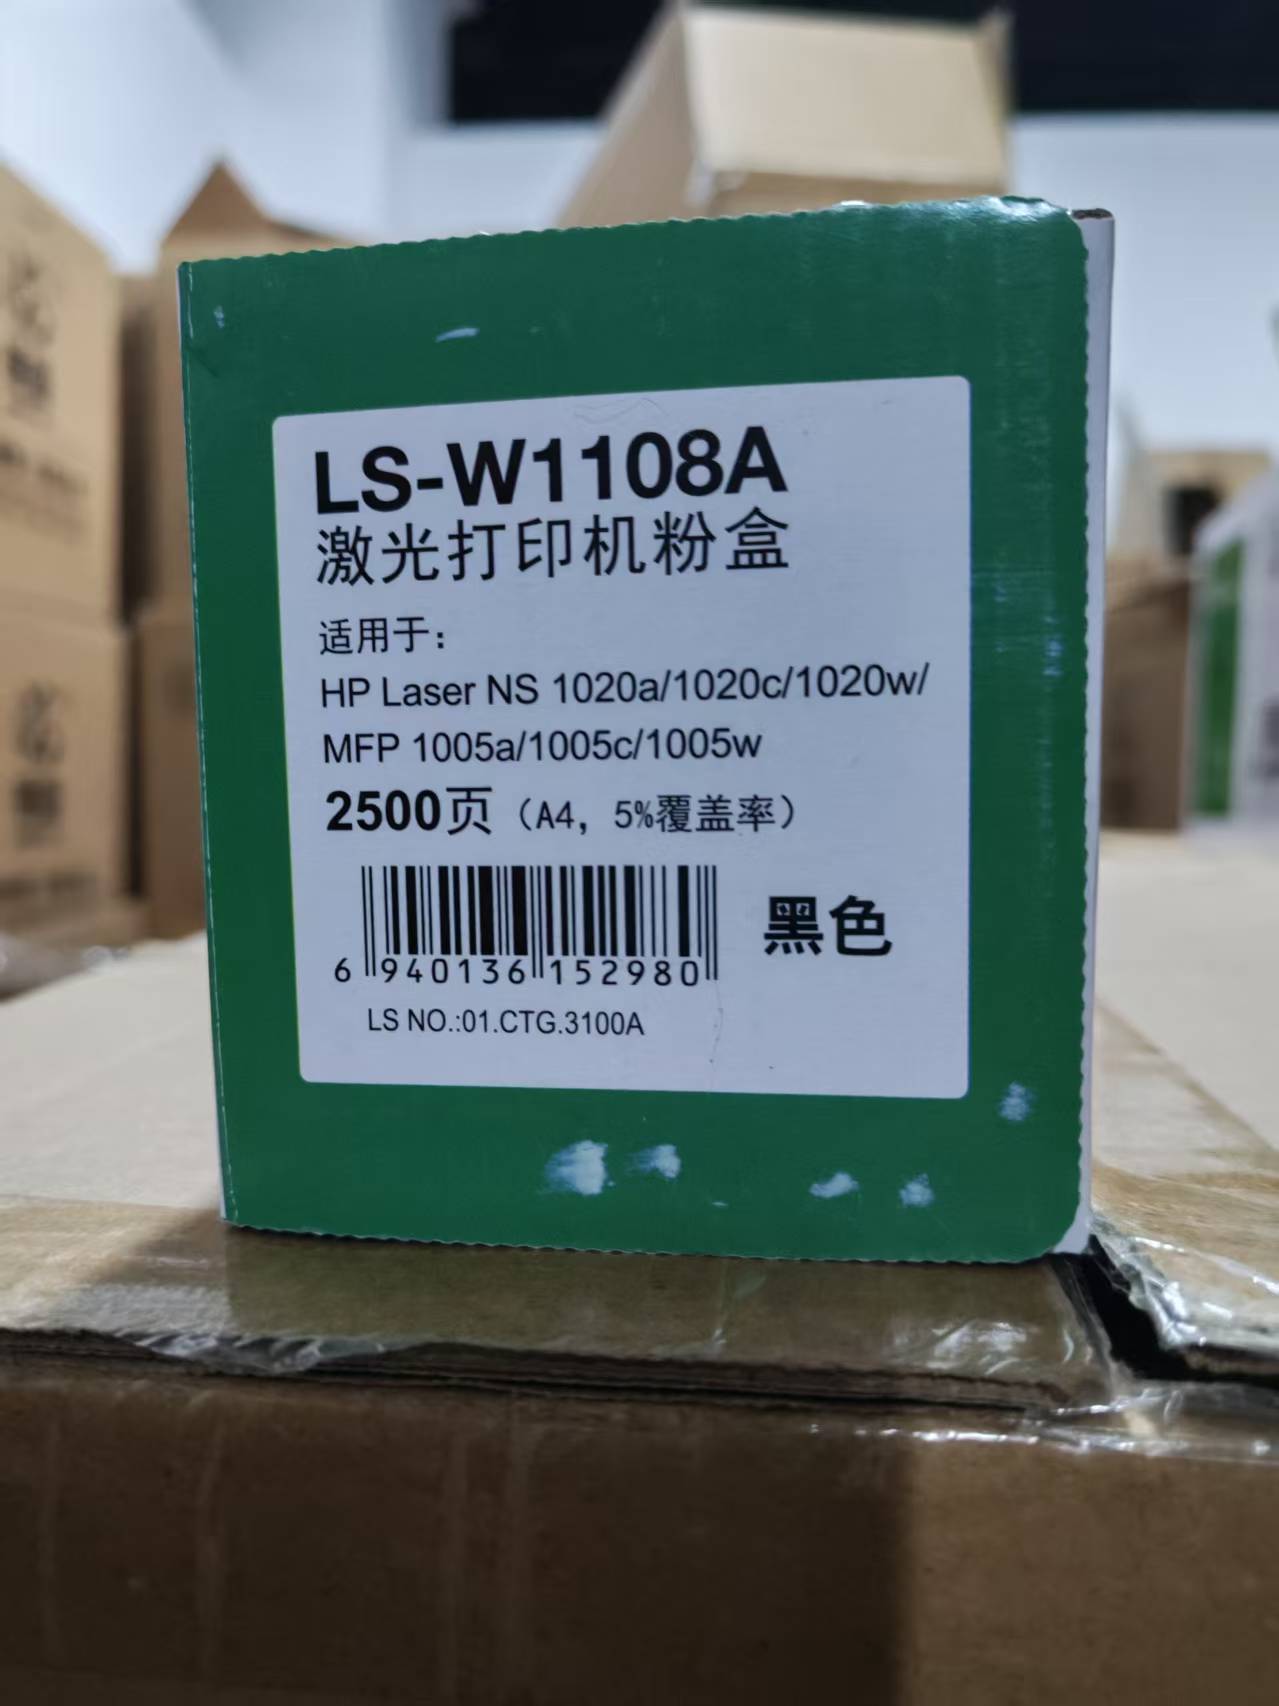 LS-W1108A
激光打印机粉盒
适用于：
HP Laser NS 1020a/1020c/1020w/
MFP 1005a/1005c/1005w
2500页（A4，5%覆盖率）
黑色
6 940136 152980
LS NO.:01.CTG.3100A